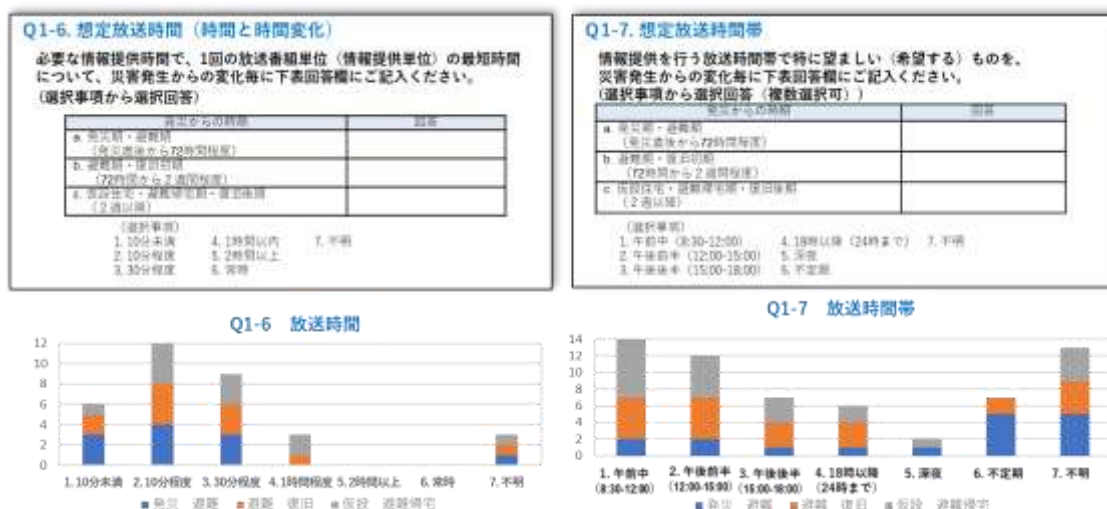 Q1-6. 想定放送時間(時間と時間変化)
必要な情報提供時間で、1回の放送番組単位(情報提供単位)の最短時間
について、災害発生からの変化毎に下表回答欄にご記入ください。
(選択事項から選択回答)
発災からの時期 回答
a. 発災期・避難期
(発災直後から72時間程度)
b. 避難期・復旧初期
(72時間から2週間程度)
c. 仮設住宅・避難帰宅期・復旧後期
(2週以降)
(選択事項)
1. 10分未満 4. 1時間以内 7. 不明
2. 10分程度 5. 2時間以上
3. 30分程度 6. 常時
Q1-7. 想定放送時間帯
情報提供を行う放送時間帯で特に望ましい(希望する)ものを、
災害発生からの変化毎に下表回答欄にご記入ください。
(選択事項から選択回答(複数選択可))
発災からの時期 回答
a. 発災期・避難期
(発災直後から72時間程度)
b. 避難期・復旧初期
(72時間から2週間程度)
c. 仮設住宅・避難帰宅期・復旧後期
(2週以降)
(選択事項)
1. 午前中(8:30-12:00) 4. 18時以降(24時まで) 7. 不明
2. 午後前半(12:00-15:00) 5. 深夜
3. 午後後半(15:00-18:00) 6. 不定期
Q1-6 放送時間
12
10
8
6
4
2
0
1. 10分未満 2. 10分程度 3. 30分程度 4. 1時間程度 5. 2時間以上 6. 常時 7. 不明
発災 避難 避難 復旧 仮設 避難帰宅
Q1-7 放送時間帯
14
12
10
8
6
4
2
0
1. 午前中 2. 午後前半 3. 午後後半 4. 18時以降 5. 深夜 6. 不定期 7. 不明
(8:30-12:00) (12:00-15:00) (15:00-18:00) (24時まで)
発災 避難 避難 復旧 仮設 避難帰宅